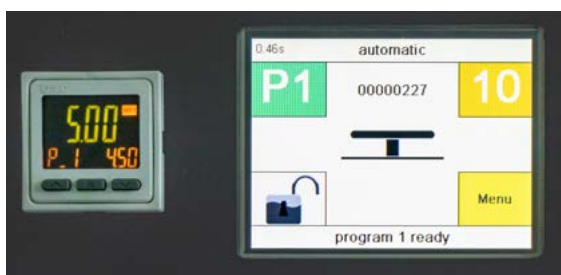 5.00
P_1 450
0.46s automatic
P1 00000227 10
Menu
program 1 ready